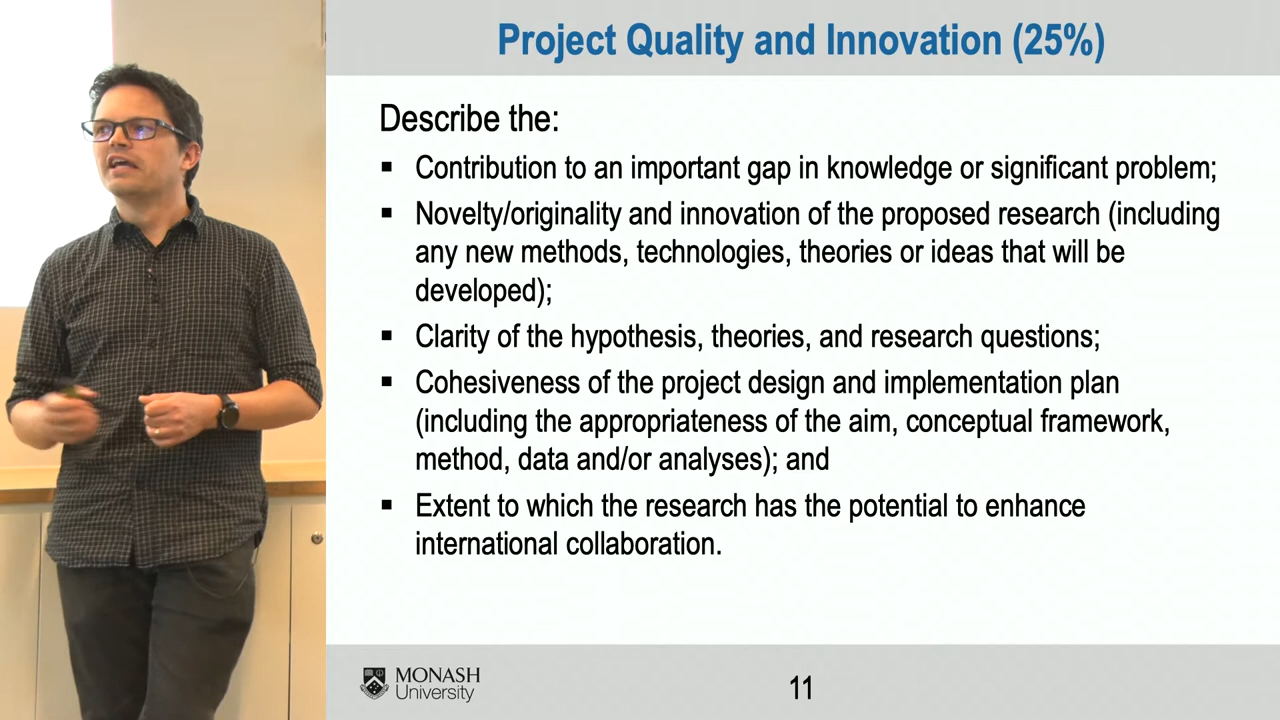 Project Quality and Innovation (25%)
Describe the:
▪ Contribution to an important gap in knowledge or significant problem;
▪ Novelty/originality and innovation of the proposed research (including
any new methods, technologies, theories or ideas that will be
developed);
▪ Clarity of the hypothesis, theories, and research questions;
▪ Cohesiveness of the project design and implementation plan
(including the appropriateness of the aim, conceptual framework,
method, data and/or analyses); and
▪ Extent to which the research has the potential to enhance
international collaboration.
MONASH
University
11